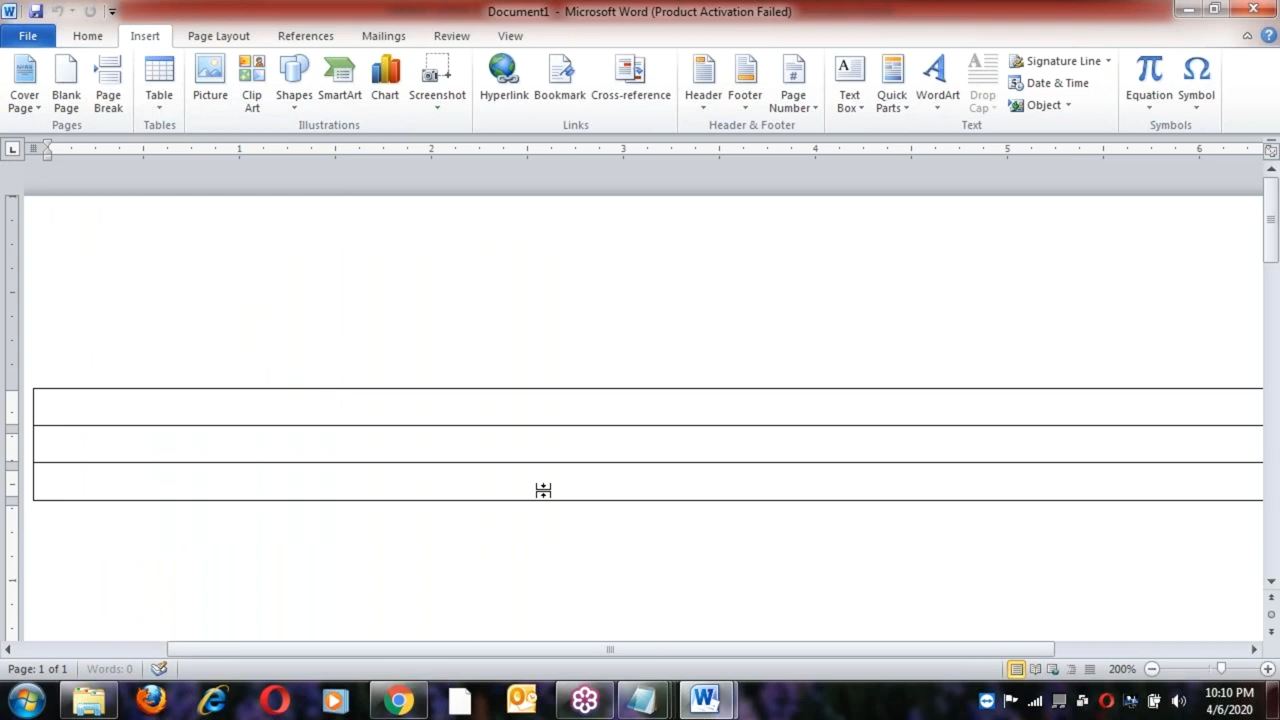 Document1 - Microsoft Word (Product Activation Failed)
File Home Insert Page Layout References Mailings Review View
Cover Page
Blank Page
Page Break
Table
Picture
Clip Art
Shapes
SmartArt
Chart
Screenshot
Hyperlink
Bookmark
Cross-reference
Header
Footer
Page Number
Text Box
Quick Parts
WordArt
Drop Cap
Signature Line
Date & Time
Object
Equation
Symbol
Pages Tables Illustrations Links Header & Footer Text Symbols
1 2 3 4 5 6
Page: 1 of 1 Words: 0 200%
10:10 PM
4/6/2020